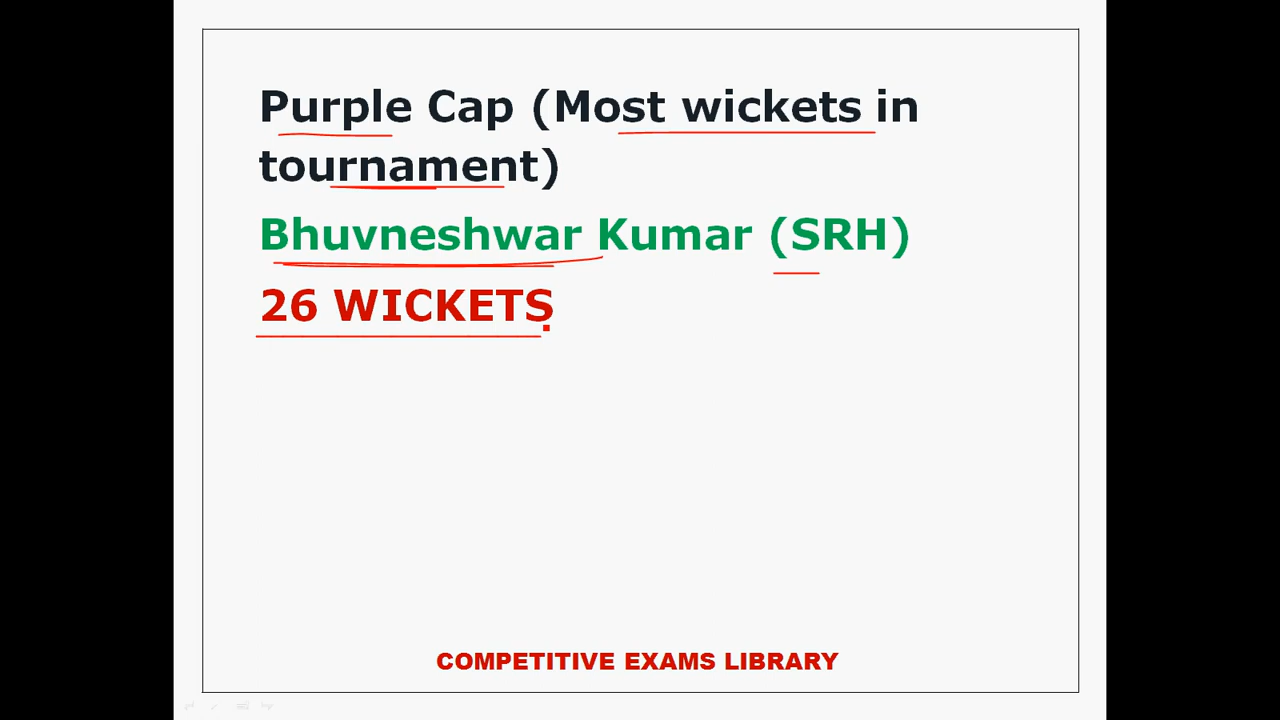 Purple Cap (Most wickets in
tournament)
Bhuvneshwar Kumar (SRH)
26 WICKETS
COMPETITIVE EXAMS LIBRARY